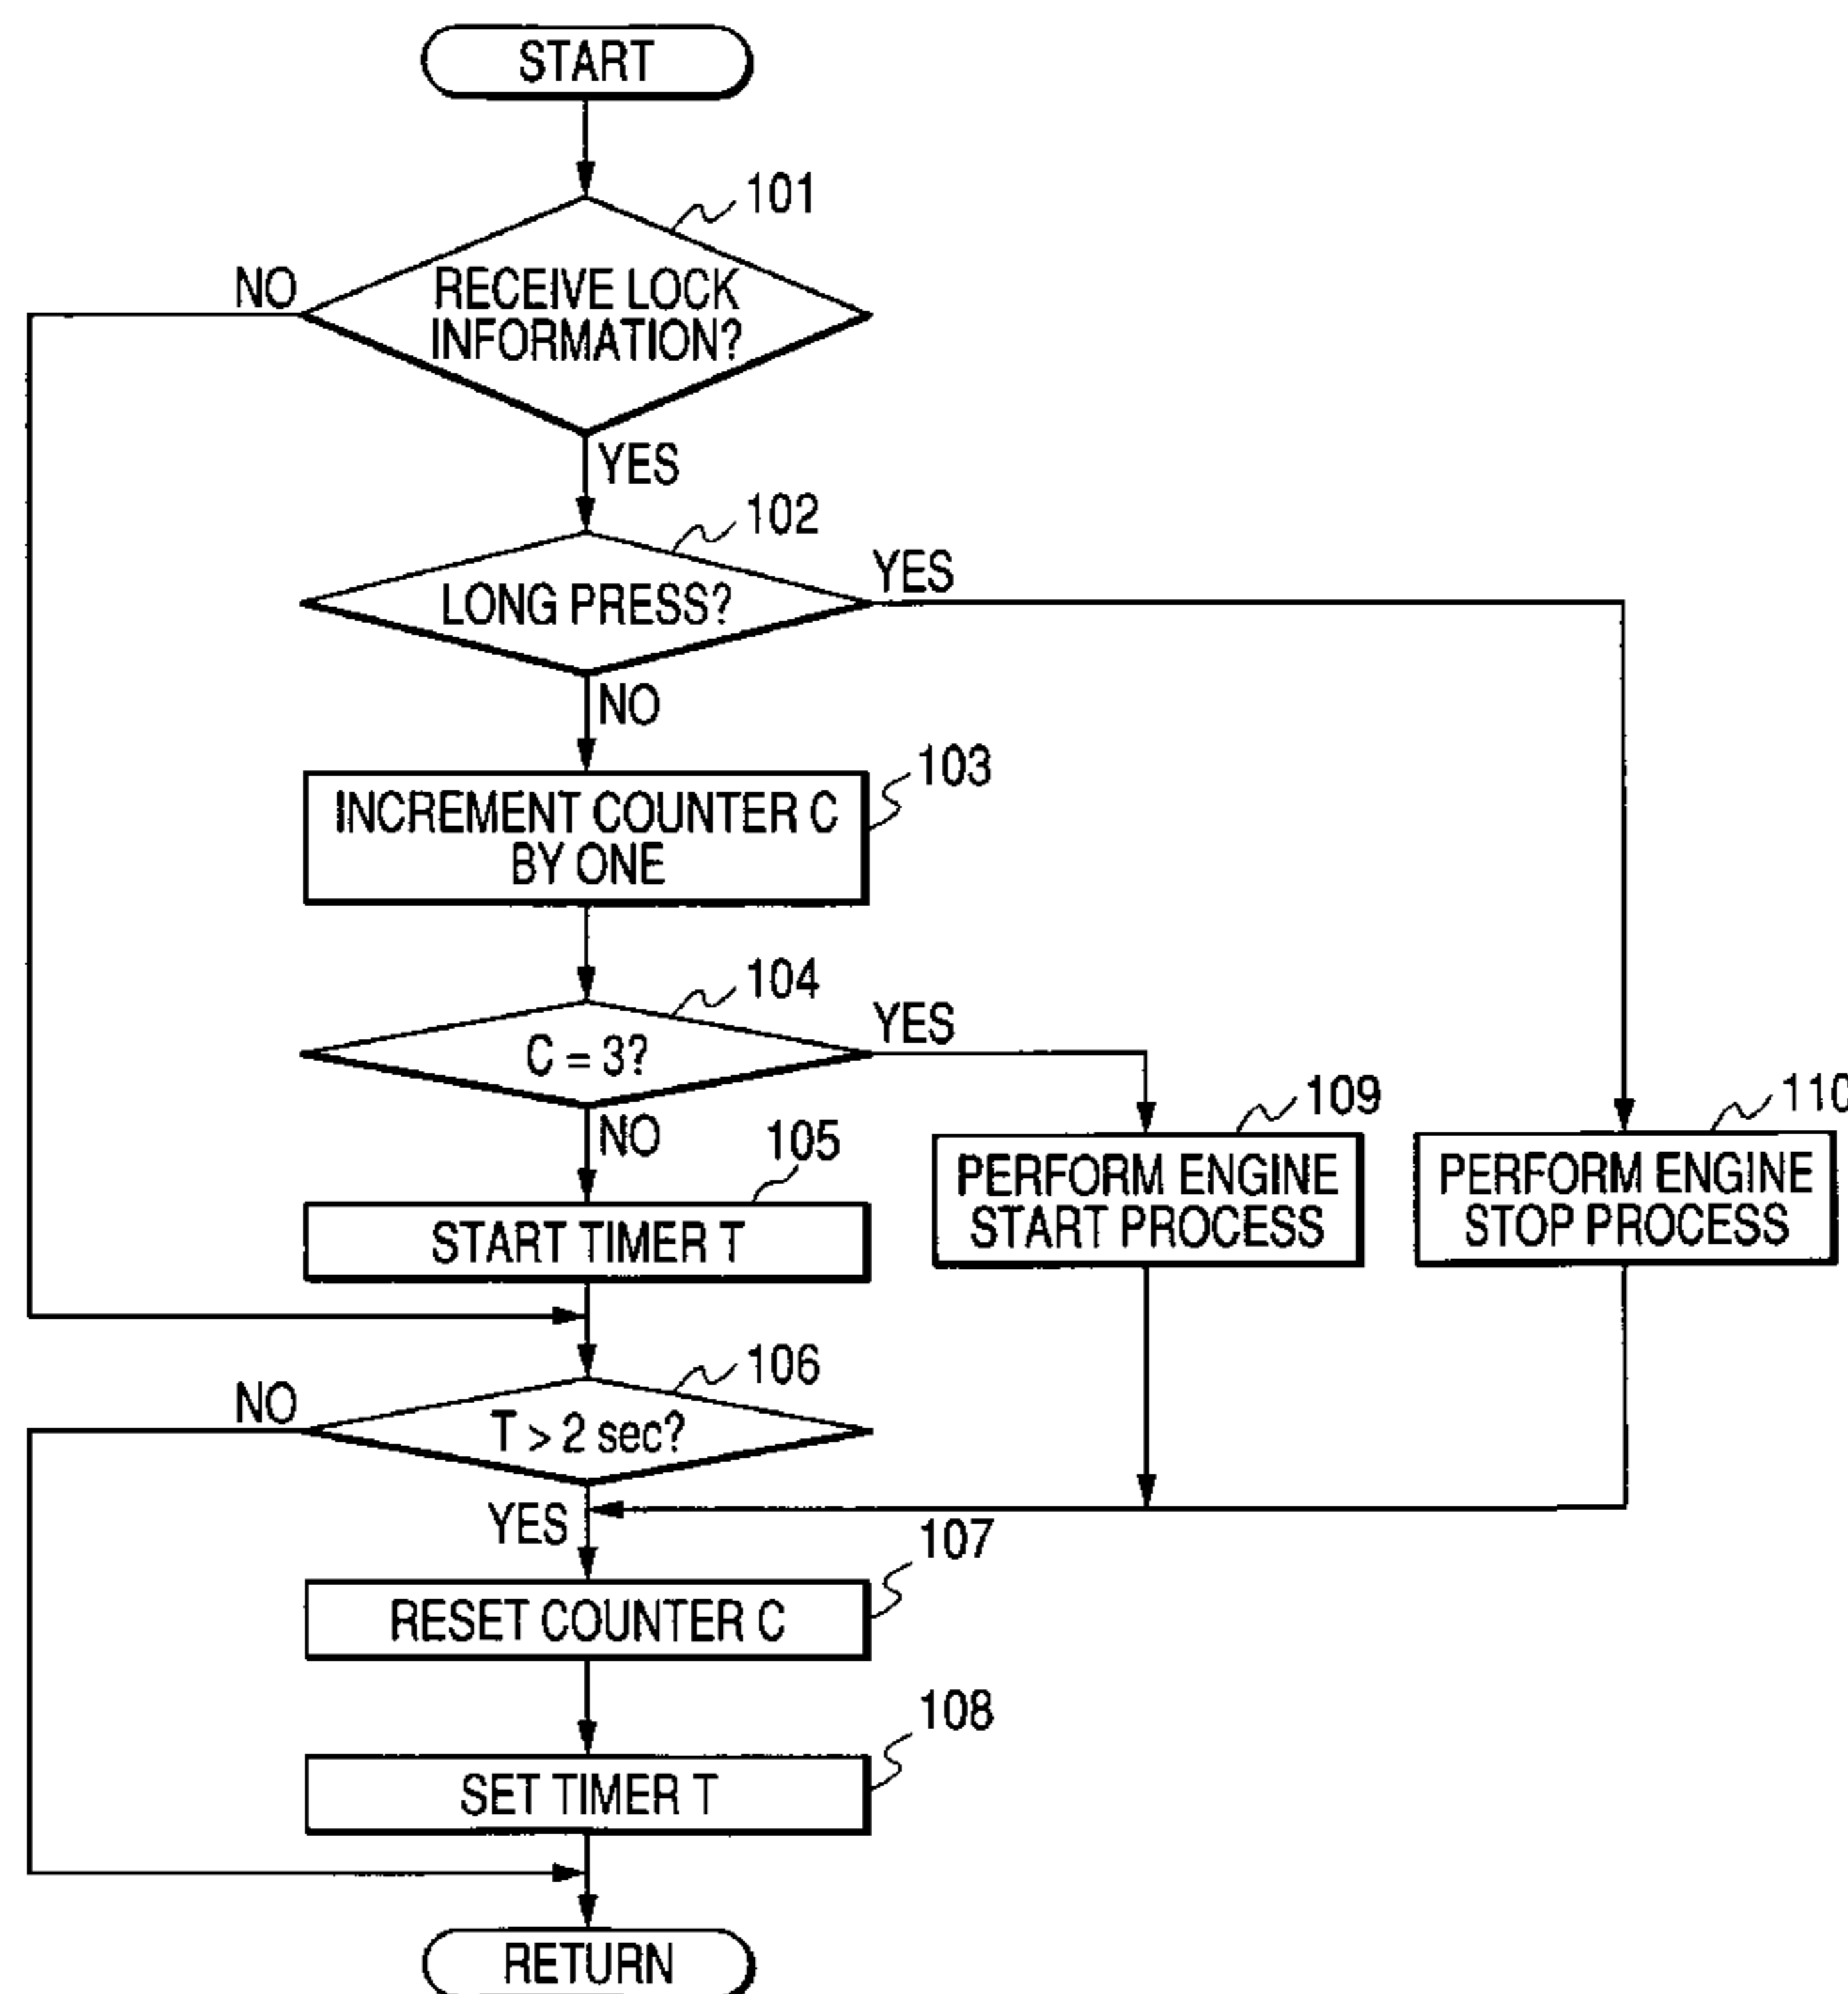 START
101
NO
RECEIVE LOCK
INFORMATION?
YES
102
LONG PRESS?
YES
NO
103
INCREMENT COUNTER C
BY ONE
104
C = 3?
YES
NO
105
START TIMER T
109
PERFORM ENGINE
START PROCESS
110
PERFORM ENGINE
STOP PROCESS
106
NO
T > 2 sec?
YES
107
RESET COUNTER C
108
SET TIMER T
RETURN